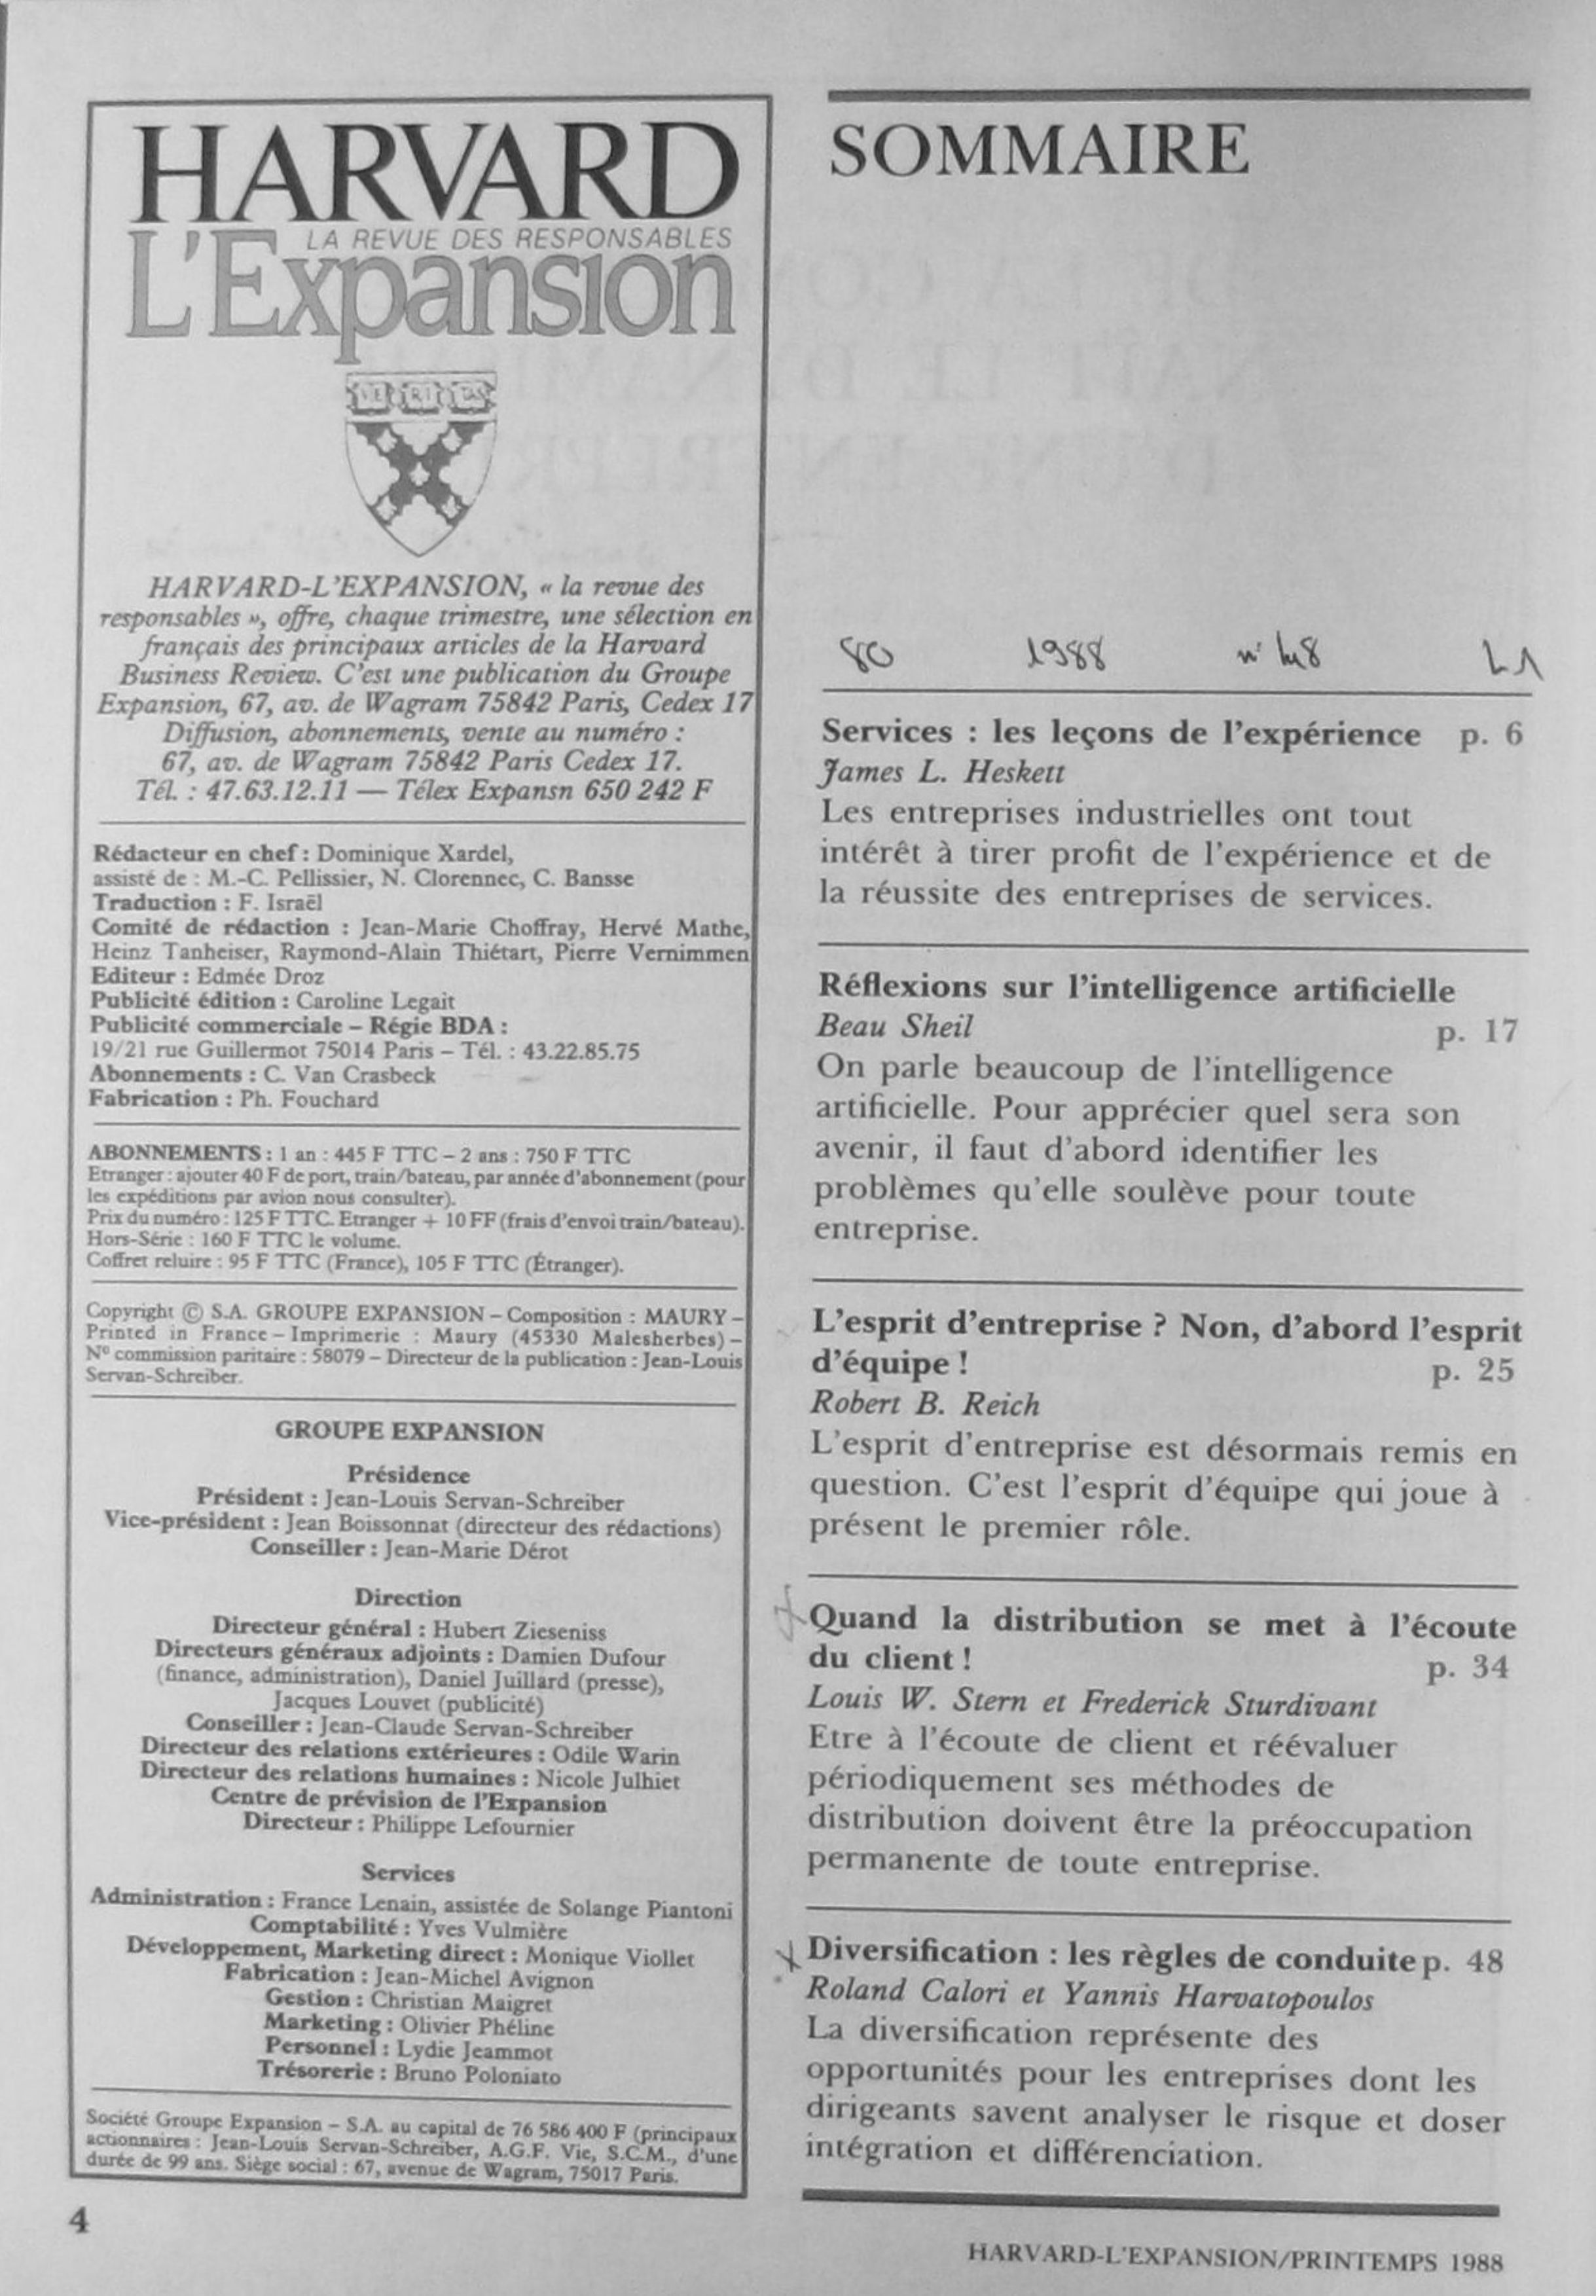 HARVARD
LA REVUE DES RESPONSABLES
L'Expansion
VE RI TAS
HARVARD-L'EXPANSION, « la revue des
responsables », offre, chaque trimestre, une sélection en
français des principaux articles de la Harvard
Business Review. C'est une publication du Groupe
Expansion, 67, av. de Wagram 75842 Paris, Cedex 17
Diffusion, abonnements, vente au numéro :
67, av. de Wagram 75842 Paris Cedex 17.
Tél. : 47.63.12.11 — Télex Expansn 650 242 F
Rédacteur en chef : Dominique Xardel,
assisté de : M.-C. Pellissier, N. Clorennec, C. Bansse
Traduction : F. Israël
Comité de rédaction : Jean-Marie Choffray, Hervé Mathe,
Heinz Tanheiser, Raymond-Alain Thiétart, Pierre Vernimmen
Editeur : Edmée Droz
Publicité édition : Caroline Legait
Publicité commerciale – Régie BDA :
19/21 rue Guillermot 75014 Paris – Tél. : 43.22.85.75
Abonnements : C. Van Crasbeck
Fabrication : Ph. Fouchard
ABONNEMENTS : 1 an : 445 F TTC – 2 ans : 750 F TTC
Etranger : ajouter 40 F de port, train/bateau, par année d'abonnement (pour
les expéditions par avion nous consulter).
Prix du numéro : 125 F TTC. Etranger + 10 FF (frais d'envoi train/bateau).
Hors-Série : 160 F TTC le volume.
Coffret reluire : 95 F TTC (France), 105 F TTC (Étranger).
Copyright © S.A. GROUPE EXPANSION – Composition : MAURY –
Printed in France – Imprimerie : Maury (45330 Malesherbes) –
N° commission paritaire : 58079 – Directeur de la publication : Jean-Louis
Servan-Schreiber.
GROUPE EXPANSION
Présidence
Président : Jean-Louis Servan-Schreiber
Vice-président : Jean Boissonnat (directeur des rédactions)
Conseiller : Jean-Marie Dérot
Direction
Directeur général : Hubert Zieseniss
Directeurs généraux adjoints : Damien Dufour
(finance, administration), Daniel Juillard (presse),
Jacques Louvet (publicité)
Conseiller : Jean-Claude Servan-Schreiber
Directeur des relations extérieures : Odile Warin
Directeur des relations humaines : Nicole Julhiet
Centre de prévision de l'Expansion
Directeur : Philippe Lefournier
Services
Administration : France Lenain, assistée de Solange Piantoni
Comptabilité : Yves Vulmière
Développement, Marketing direct : Monique Viollet
Fabrication : Jean-Michel Avignon
Gestion : Christian Maigret
Marketing : Olivier Phéline
Personnel : Lydie Jeammot
Trésorerie : Bruno Poloniato
Société Groupe Expansion – S.A. au capital de 76 586 400 F (principaux
actionnaires : Jean-Louis Servan-Schreiber, A.G.F. Vie, S.C.M., d'une
durée de 99 ans. Siège social : 67, avenue de Wagram, 75017 Paris.
4
SOMMAIRE
80 1988 n° 48 L1
Services : les leçons de l'expérience p. 6
James L. Heskett
Les entreprises industrielles ont tout
intérêt à tirer profit de l'expérience et de
la réussite des entreprises de services.
Réflexions sur l'intelligence artificielle
Beau Sheil p. 17
On parle beaucoup de l'intelligence
artificielle. Pour apprécier quel sera son
avenir, il faut d'abord identifier les
problèmes qu'elle soulève pour toute
entreprise.
L'esprit d'entreprise ? Non, d'abord l'esprit
d'équipe ! p. 25
Robert B. Reich
L'esprit d'entreprise est désormais remis en
question. C'est l'esprit d'équipe qui joue à
présent le premier rôle.
Quand la distribution se met à l'écoute
du client ! p. 34
Louis W. Stern et Frederick Sturdivant
Etre à l'écoute de client et réévaluer
périodiquement ses méthodes de
distribution doivent être la préoccupation
permanente de toute entreprise.
Diversification : les règles de conduite p. 48
Roland Calori et Yannis Harvatopoulos
La diversification représente des
opportunités pour les entreprises dont les
dirigeants savent analyser le risque et doser
intégration et différenciation.
HARVARD-L'EXPANSION/PRINTEMPS 1988